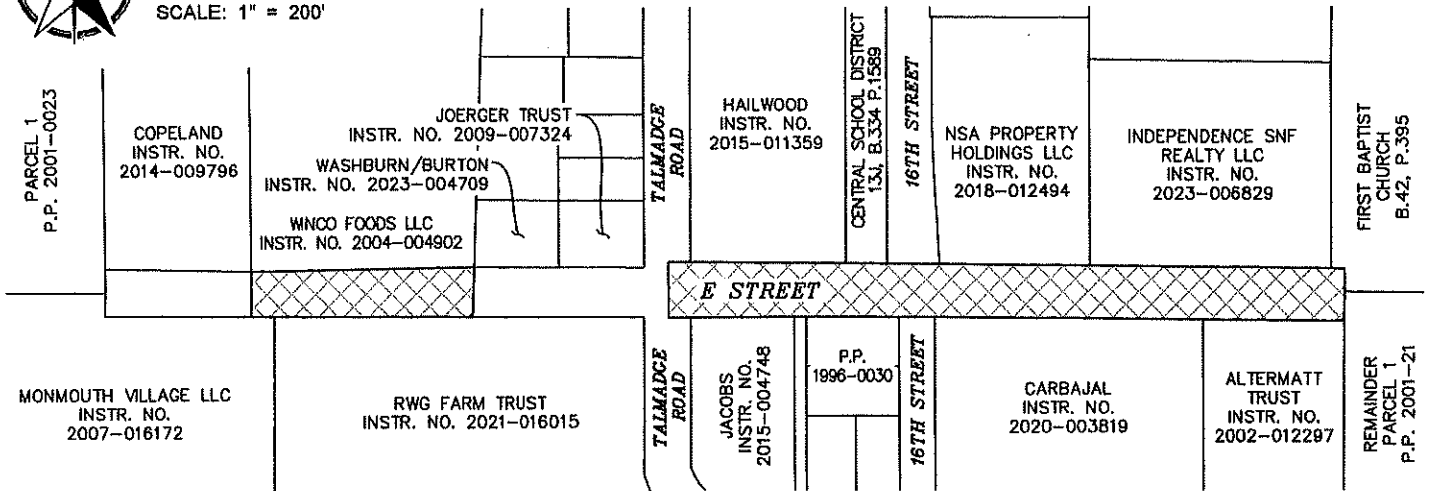 SCALE: 1" = 200'
PARCEL 1
P.P. 2001-0023
COPELAND
INSTR. NO.
2014-009796
JOERGER TRUST
INSTR. NO. 2009-007324
WASHBURN/BURTON
INSTR. NO. 2023-004709
WINCO FOODS LLC
INSTR. NO. 2004-004902
TALMADGE
ROAD
HAILWOOD
INSTR. NO.
2015-011359
CENTRAL SCHOOL DISTRICT
13J, B.334 P.1589
16TH STREET
NSA PROPERTY
HOLDINGS LLC
INSTR. NO.
2018-012494
INDEPENDENCE SNF
REALTY LLC
INSTR. NO.
2023-006829
FIRST BAPTIST
CHURCH
B.42, P.395
E STREET
MONMOUTH VILLAGE LLC
INSTR. NO.
2007-016172
RWG FARM TRUST
INSTR. NO. 2021-016015
TALMADGE
ROAD
JACOBS
INSTR. NO.
2015-004748
P.P.
1996-0030
16TH STREET
CARBAJAL
INSTR. NO.
2020-003819
ALTERMATT
TRUST
INSTR. NO.
2002-012297
REMAINDER
PARCEL 1
P.P. 2001-21